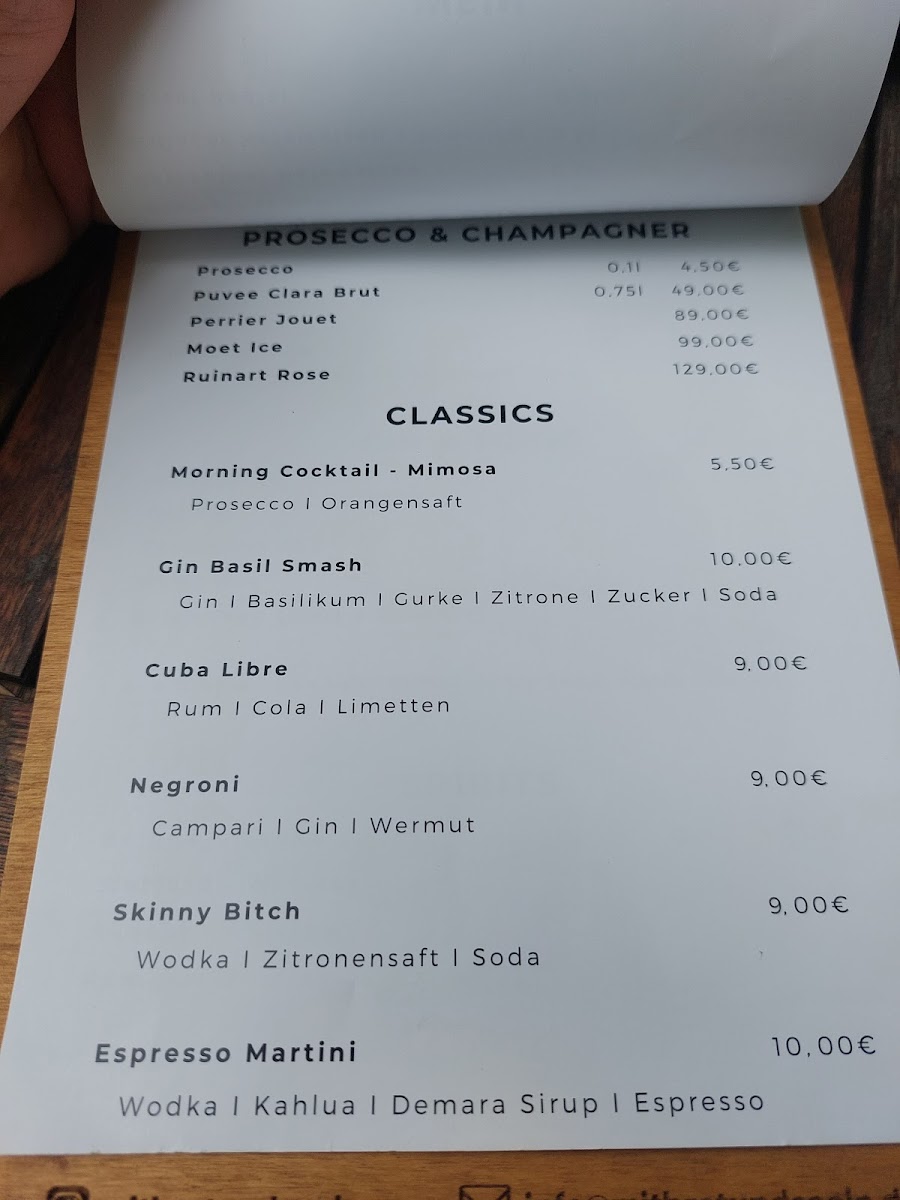 PROSECCO & CHAMPAGNER
Prosecco 0,1l 4,50€
Puvee Clara Brut 0,75l 49,00€
Perrier Jouet 89,00€
Moet Ice 99,00€
Ruinart Rose 129,00€
CLASSICS
Morning Cocktail - Mimosa 5,50€
Prosecco I Orangensaft
Gin Basil Smash 10,00€
Gin I Basilikum I Gurke I Zitrone I Zucker I Soda
Cuba Libre 9,00€
Rum I Cola I Limetten
Negroni 9,00€
Campari I Gin I Wermut
Skinny Bitch 9,00€
Wodka I Zitronensaft I Soda
Espresso Martini 10,00€
Wodka I Kahlua I Demara Sirup I Espresso